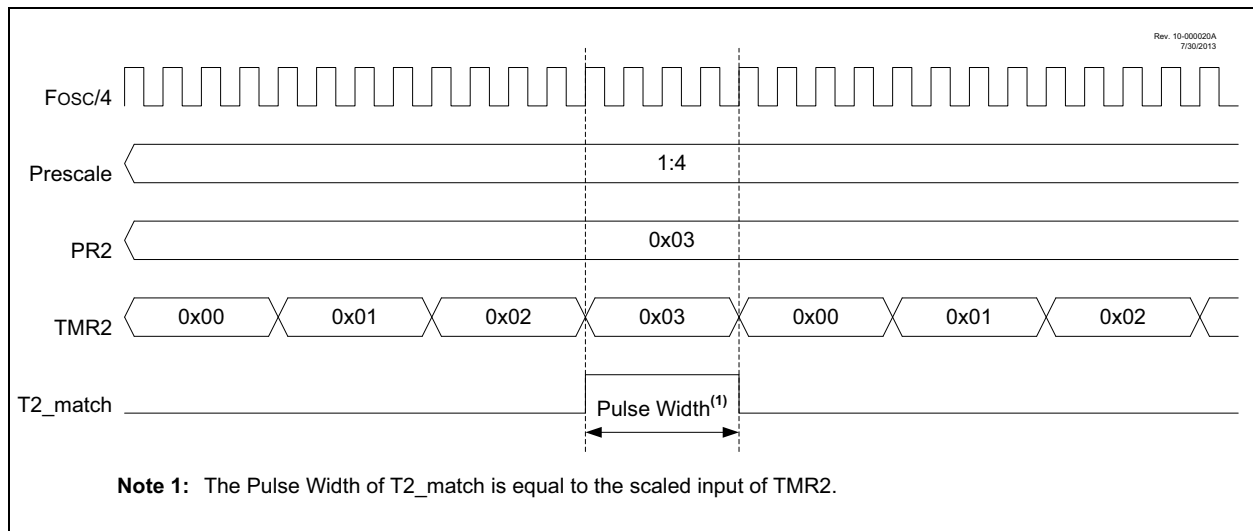 Rev. 10-000020A
7/30/2013
FOSC/4
Prescale
1:4
PR2
0x03
TMR2
0x00
0x01
0x02
0x03
0x00
0x01
0x02
T2_match
Pulse Width(1)
Note 1: The Pulse Width of T2_match is equal to the scaled input of TMR2.